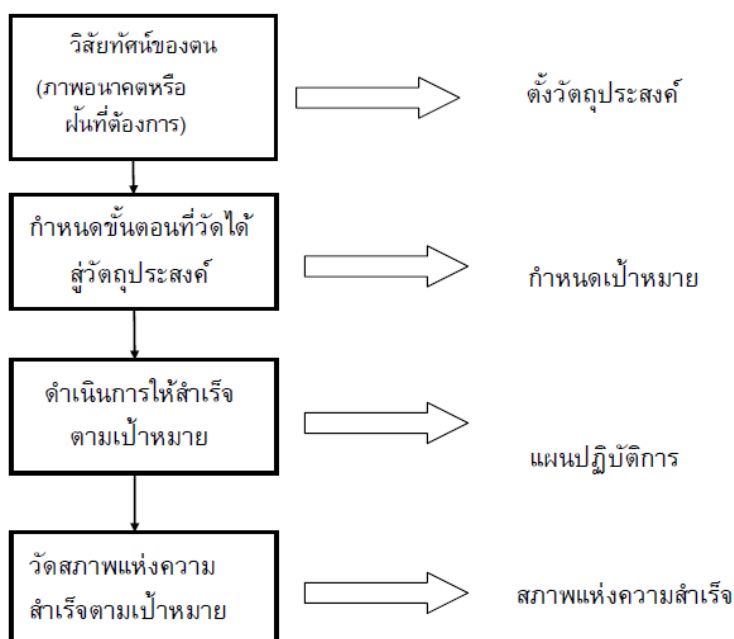 วิสัยทัศน์ของตน
(ภาพอนาคตหรือ
ฝันที่ต้องการ)
ตั้งวัตถุประสงค์
กำหนดขั้นตอนที่วัดได้
สู่วัตถุประสงค์
กำหนดเป้าหมาย
ดำเนินการให้สำเร็จ
ตามเป้าหมาย
แผนปฏิบัติการ
วัดสภาพแห่งความ
สำเร็จตามเป้าหมาย
สภาพแห่งความสำเร็จ